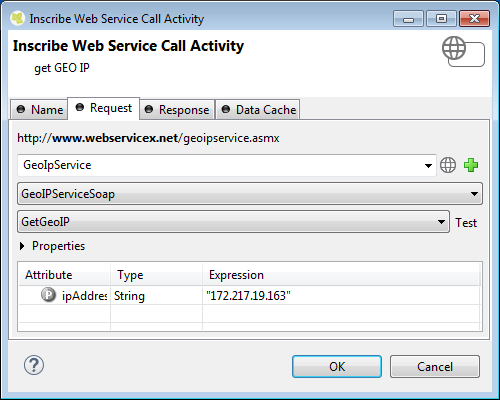 Inscribe Web Service Call Activity
Inscribe Web Service Call Activity
get GEO IP
Name Request Response Data Cache
http://www.webservicex.net/geoipservice.asmx
GeoIpService
GeoIPServiceSoap
GetGeoIP Test
Properties
Attribute Type Expression
P ipAddres String "172.217.19.163"
? OK Cancel